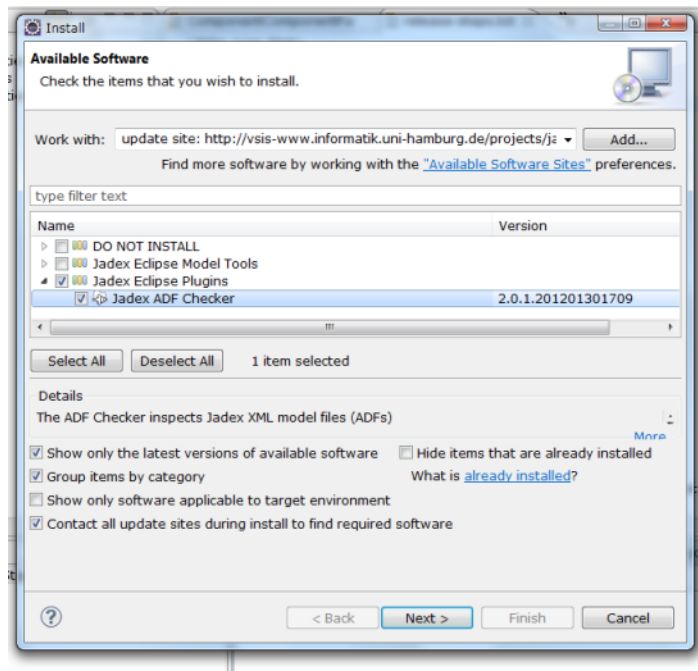 Install
Available Software
Check the items that you wish to install.
Work with: update site: http://vsis-www.informatik.uni-hamburg.de/projects/ja Add...
Find more software by working with the "Available Software Sites" preferences.
type filter text
Name Version
DO NOT INSTALL
Jadex Eclipse Model Tools
Jadex Eclipse Plugins
Jadex ADF Checker 2.0.1.201201301709
Select All Deselect All 1 item selected
Details
The ADF Checker inspects Jadex XML model files (ADFs)
More
Show only the latest versions of available software Hide items that are already installed
Group items by category What is already installed?
Show only software applicable to target environment
Contact all update sites during install to find required software
< Back Next > Finish Cancel